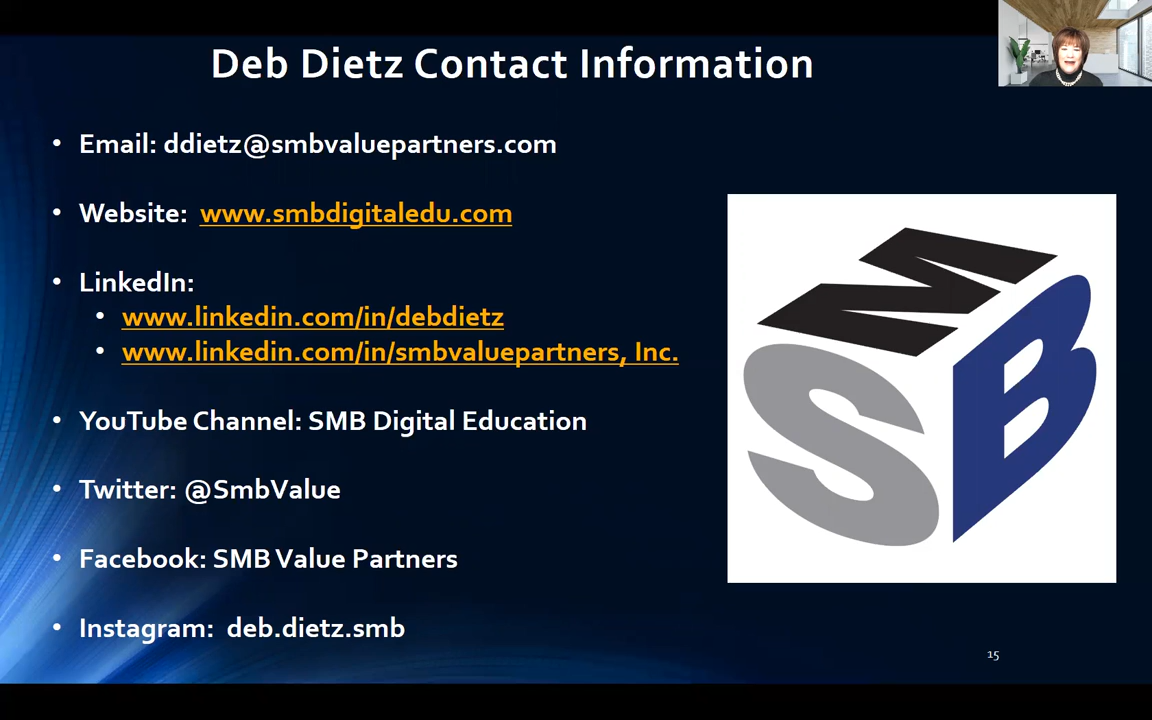 Deb Dietz Contact Information
• Email: ddietz@smbvaluepartners.com
• Website: www.smbdigitaledu.com
• LinkedIn:
• www.linkedin.com/in/debdietz
• www.linkedin.com/in/smbvaluepartners, Inc.
• YouTube Channel: SMB Digital Education
• Twitter: @SmbValue
• Facebook: SMB Value Partners
• Instagram: deb.dietz.smb
SMB
15